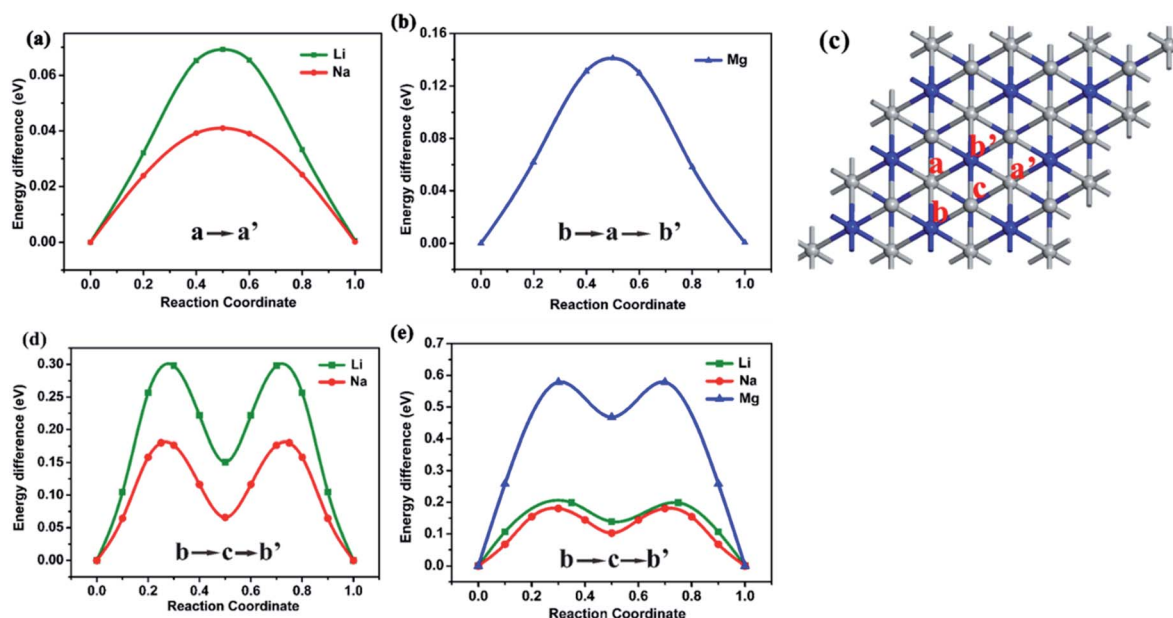 (a)
0.06
0.04
0.02
0.00
Energy difference (eV)
Li
Na
a→a’
0.0 0.2 0.4 0.6 0.8 1.0
Reaction Coordinate
(b)
0.16
0.12
0.08
0.04
0.00
Energy difference (eV)
Mg
b→a→b’
0.0 0.2 0.4 0.6 0.8 1.0
Reaction Coordinate
(c)
b’
a a’
c
b
(d)
0.30
0.25
0.20
0.15
0.10
0.05
0.00
Energy difference (eV)
Li
Na
b→c→b’
0.0 0.2 0.4 0.6 0.8 1.0
Reaction Coordinate
(e)
0.7
0.6
0.5
0.4
0.3
0.2
0.1
0.0
Energy difference (eV)
Li
Na
Mg
b→c→b’
0.0 0.2 0.4 0.6 0.8 1.0
Reaction Coordinate